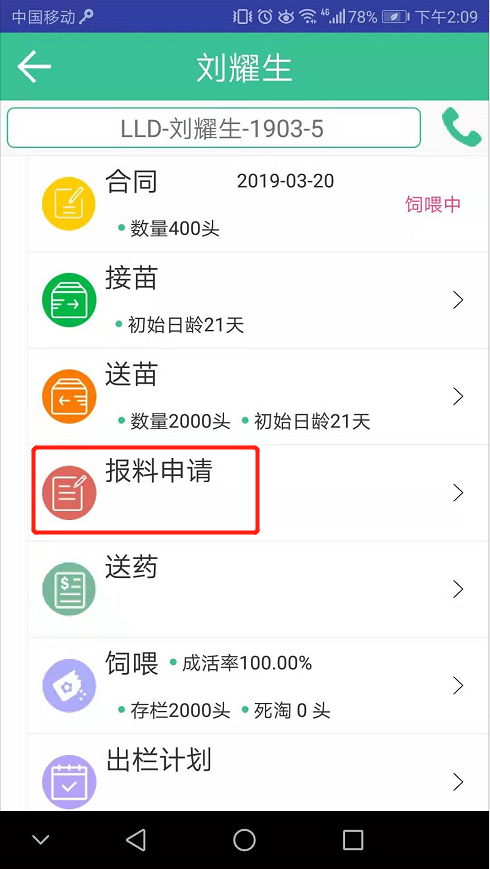 中国移动 4G 78% 下午2:09
刘耀生
LLD-刘耀生-1903-5
合同 2019-03-20
饲喂中
数量400头
接苗
初始日龄21天
送苗
数量2000头 初始日龄21天
报料申请
送药
饲喂 成活率100.00%
存栏2000头 死淘 0 头
出栏计划